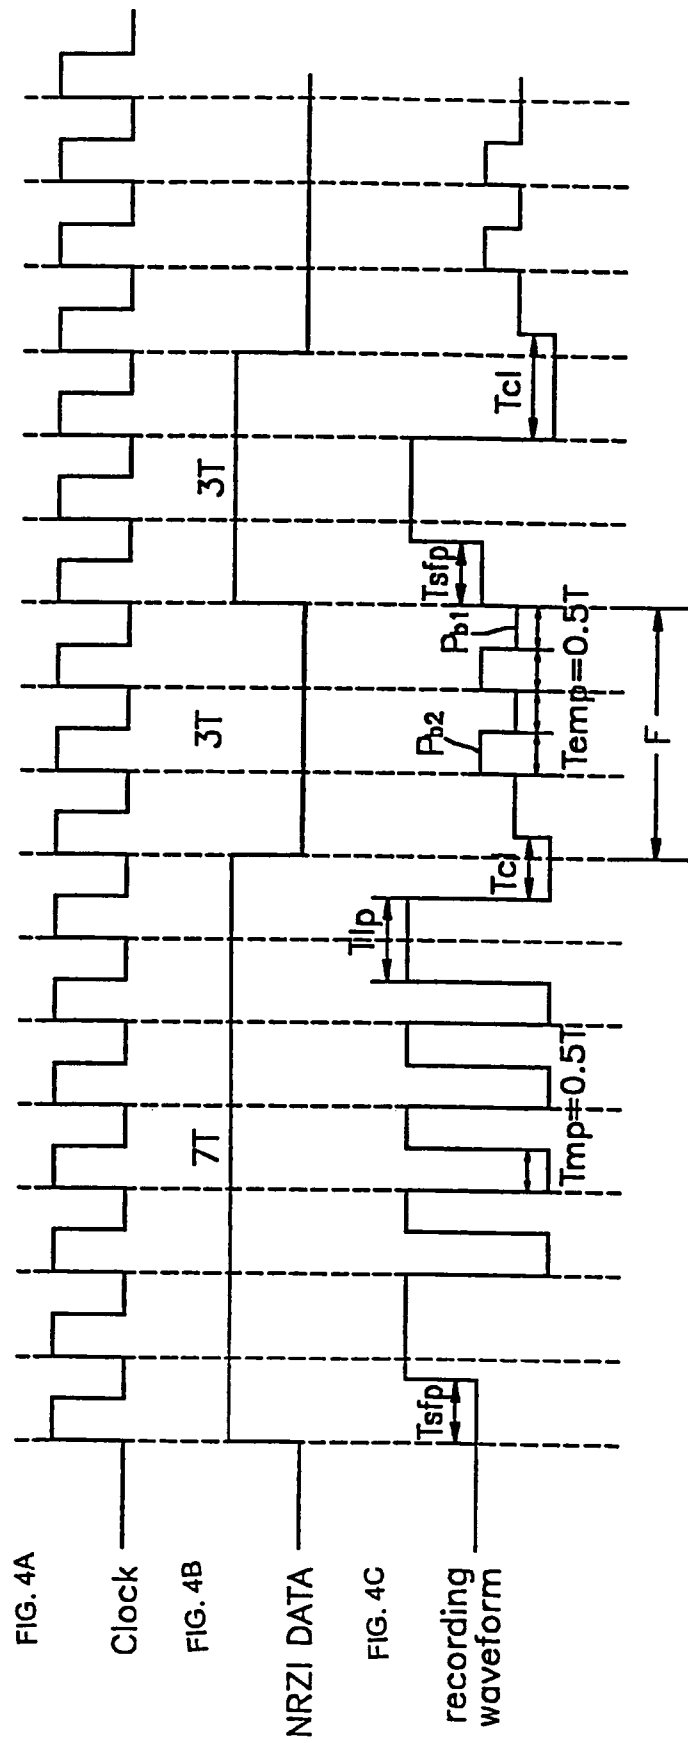 FIG. 4A
Clock
FIG. 4B
NRZI DATA
7T
3T
3T
FIG. 4C
recording
waveform
Tsfp
Tmp=0.5T
Tlp
Tcl
Pb2
Pb1
Temp=0.5T
F
Tsfp
Tcl